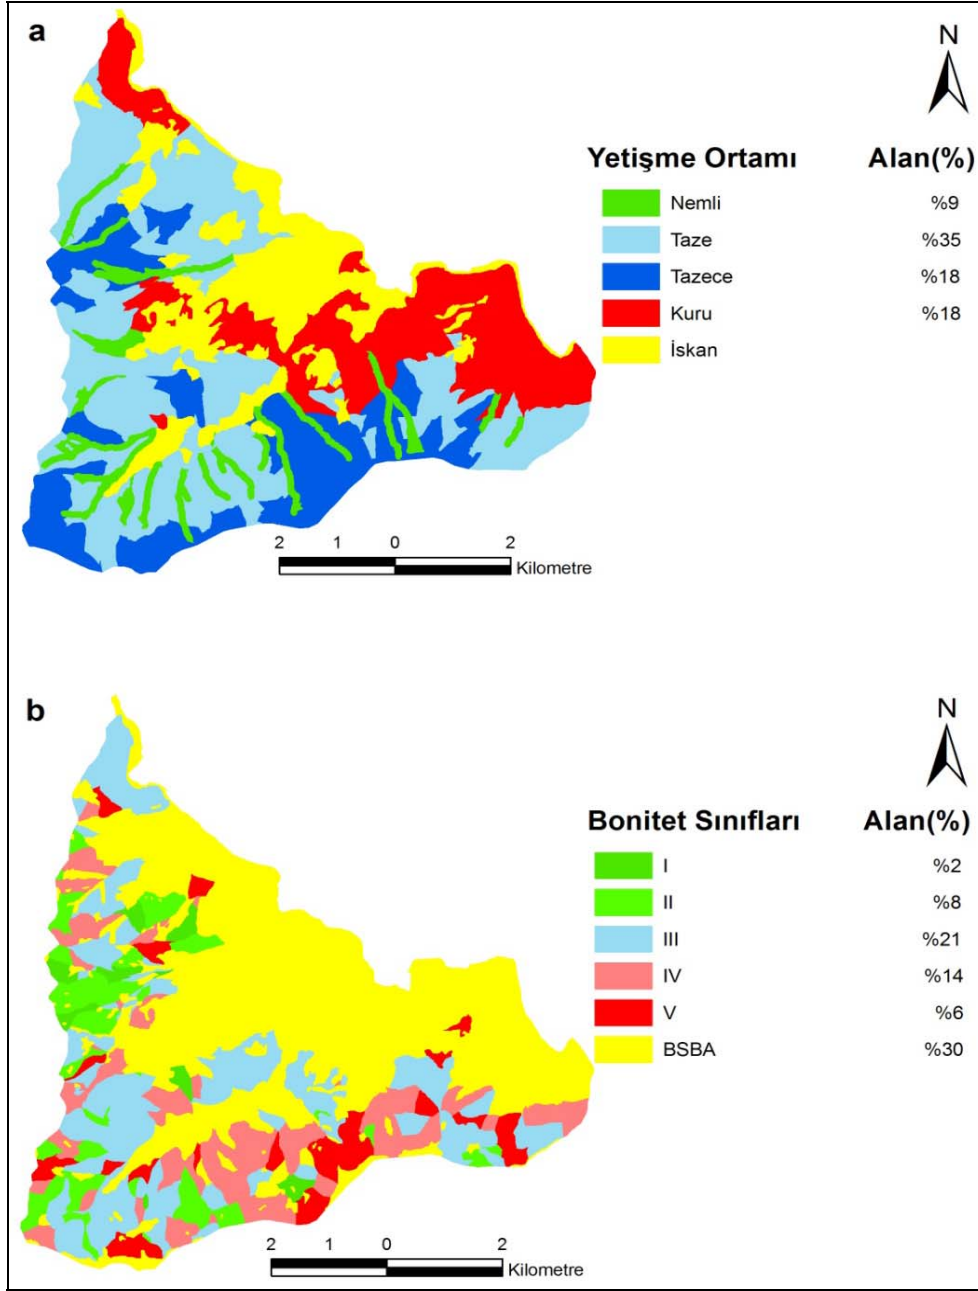 a
N
Yetişme Ortamı Alan(%)
Nemli %9
Taze %35
Tazece %18
Kuru %18
İskan
2 1 0 2
Kilometre
b
N
Bonitet Sınıfları Alan(%)
I %2
II %8
III %21
IV %14
V %6
BSBA %30
2 1 0 2
Kilometre